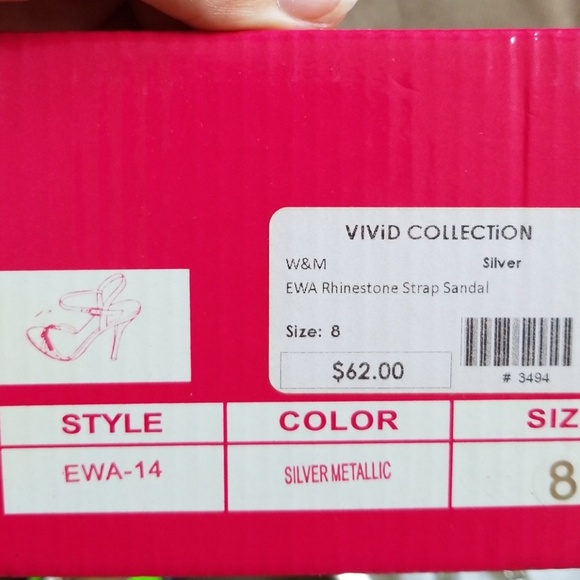 VIVID COLLECTION
W&M Silver
EWA Rhinestone Strap Sandal
Size: 8
$62.00
# 3494
STYLE COLOR SIZ
EWA-14 SILVER METALLIC 8